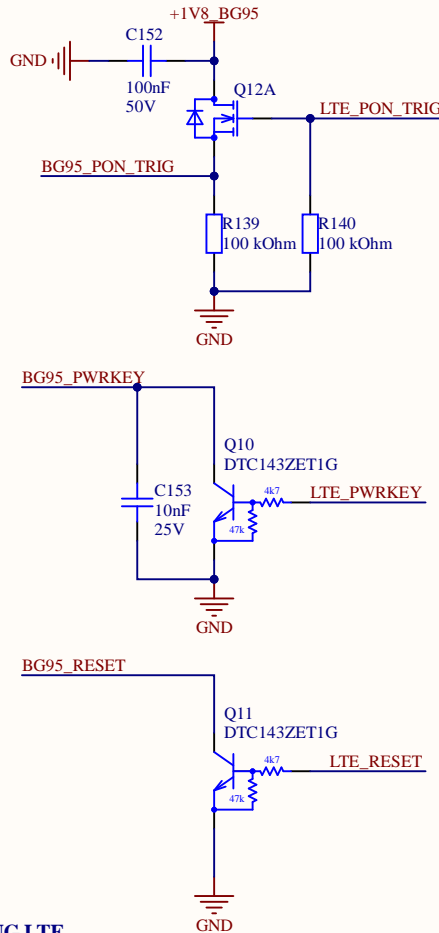 +1V8_BG95
C152
GND
100nF
50V
Q12A
LTE_PON_TRIG
BG95_PON_TRIG
R139
100 kOhm
R140
100 kOhm
GND
BG95_PWRKEY
Q10
DTC143ZET1G
C153
10nF
25V
4k7
LTE_PWRKEY
47k
GND
BG95_RESET
Q11
DTC143ZET1G
4k7
LTE_RESET
47k
GND